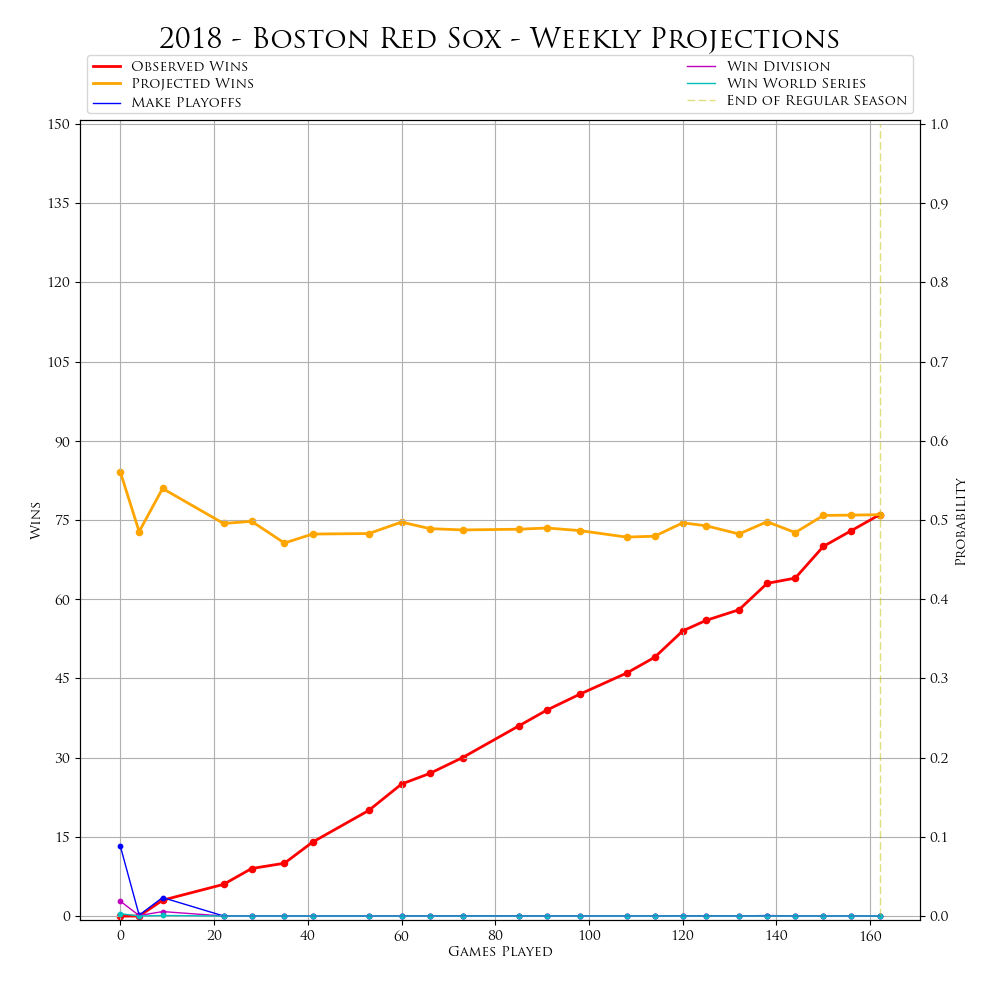 2018 - Boston Red Sox - Weekly Projections
Observed Wins
Projected Wins
Make Playoffs
Win Division
Win World Series
End of Regular Season
150
135
120
105
90
75
60
45
30
15
0
Wins
1.0
0.9
0.8
0.7
0.6
0.5
0.4
0.3
0.2
0.1
0.0
Probability
0 20 40 60 80 100 120 140 160
Games Played